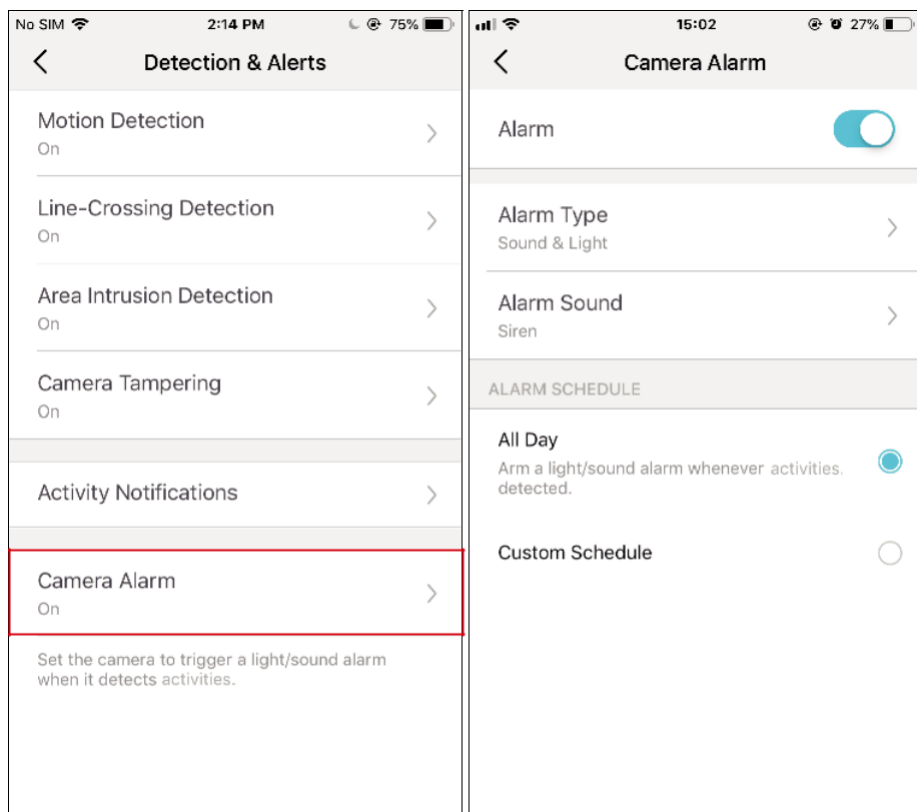 No SIM 2:14 PM 75%
Detection & Alerts
Motion Detection
On
Line-Crossing Detection
On
Area Intrusion Detection
On
Camera Tampering
On
Activity Notifications
Camera Alarm
On
Set the camera to trigger a light/sound alarm
when it detects activities.
15:02 27%
Camera Alarm
Alarm
Alarm Type
Sound & Light
Alarm Sound
Siren
ALARM SCHEDULE
All Day
Arm a light/sound alarm whenever activities.
detected.
Custom Schedule